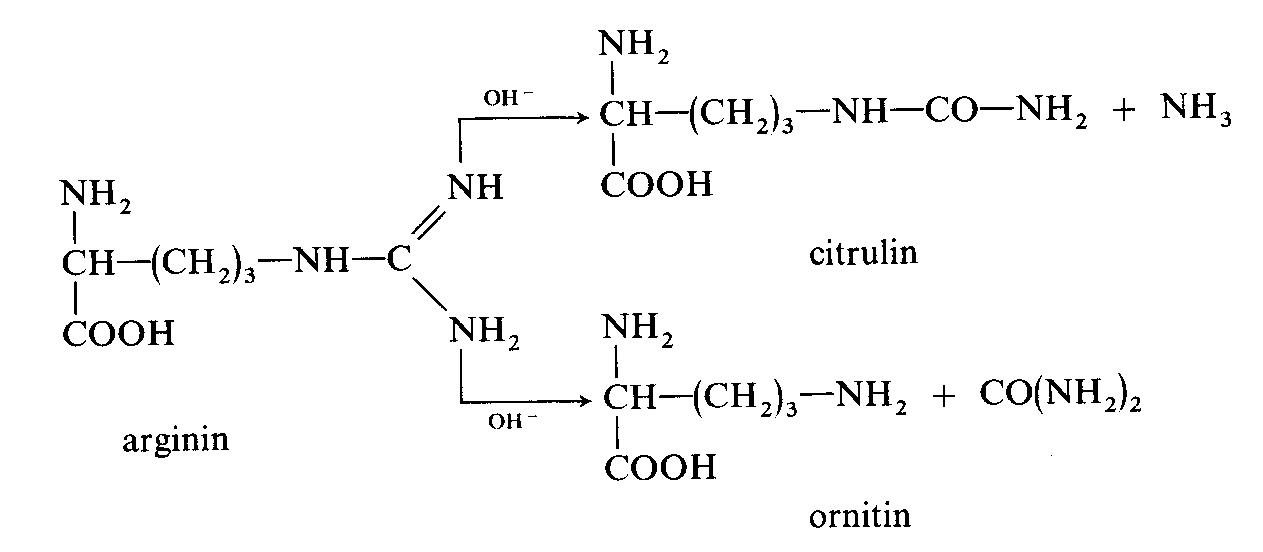 NH₂
OH⁻
CH—(CH₂)₃—NH—CO—NH₂ + NH₃
NH
COOH
NH₂
citrulin
CH—(CH₂)₃—NH—C
COOH
NH₂
NH₂
CH—(CH₂)₃—NH₂ + CO(NH₂)₂
OH⁻
arginin
COOH
ornitin